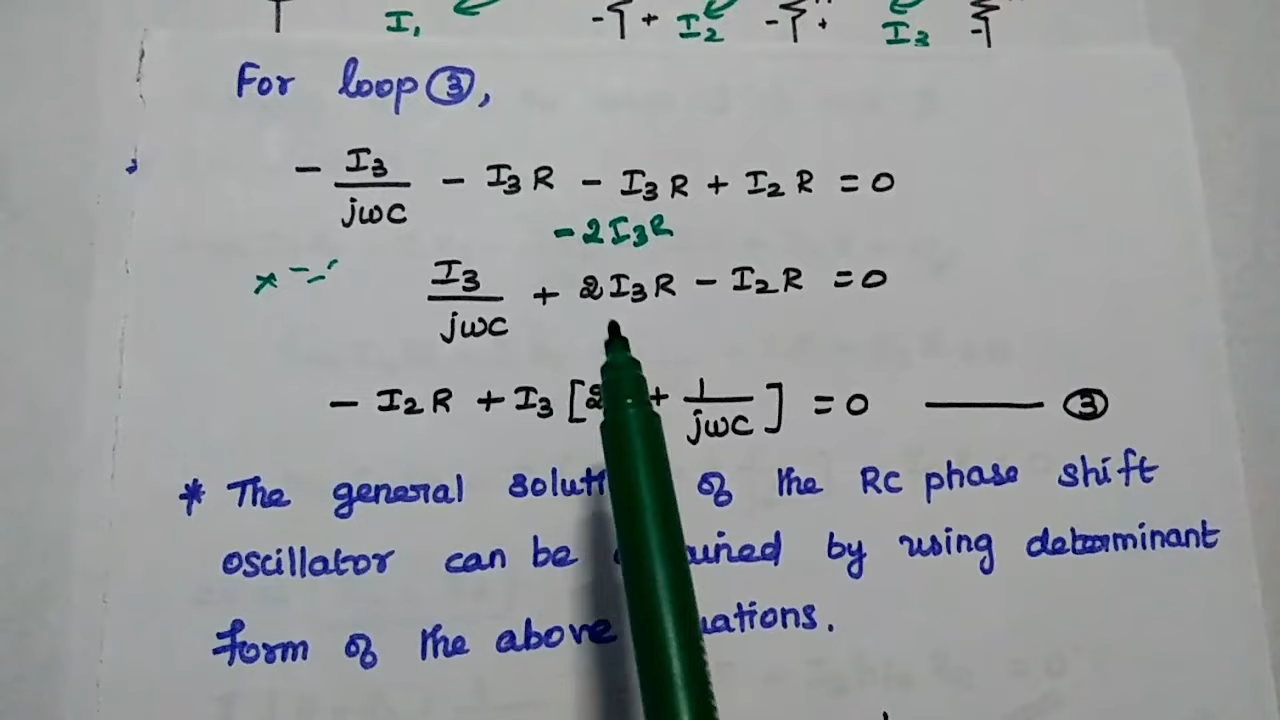 I₁ - + I₂ - + I₃ -
For loop ③,
- I₃/jωC - I₃R - I₃R + I₂R = 0
- 2I₃R
× -
I₃/jωC + 2I₃R - I₂R = 0
- I₂R + I₃ [2 + 1/jωC] = 0 ——— ③
* The general of the RC phase shift
oscillator can be by using determinant
form of the above